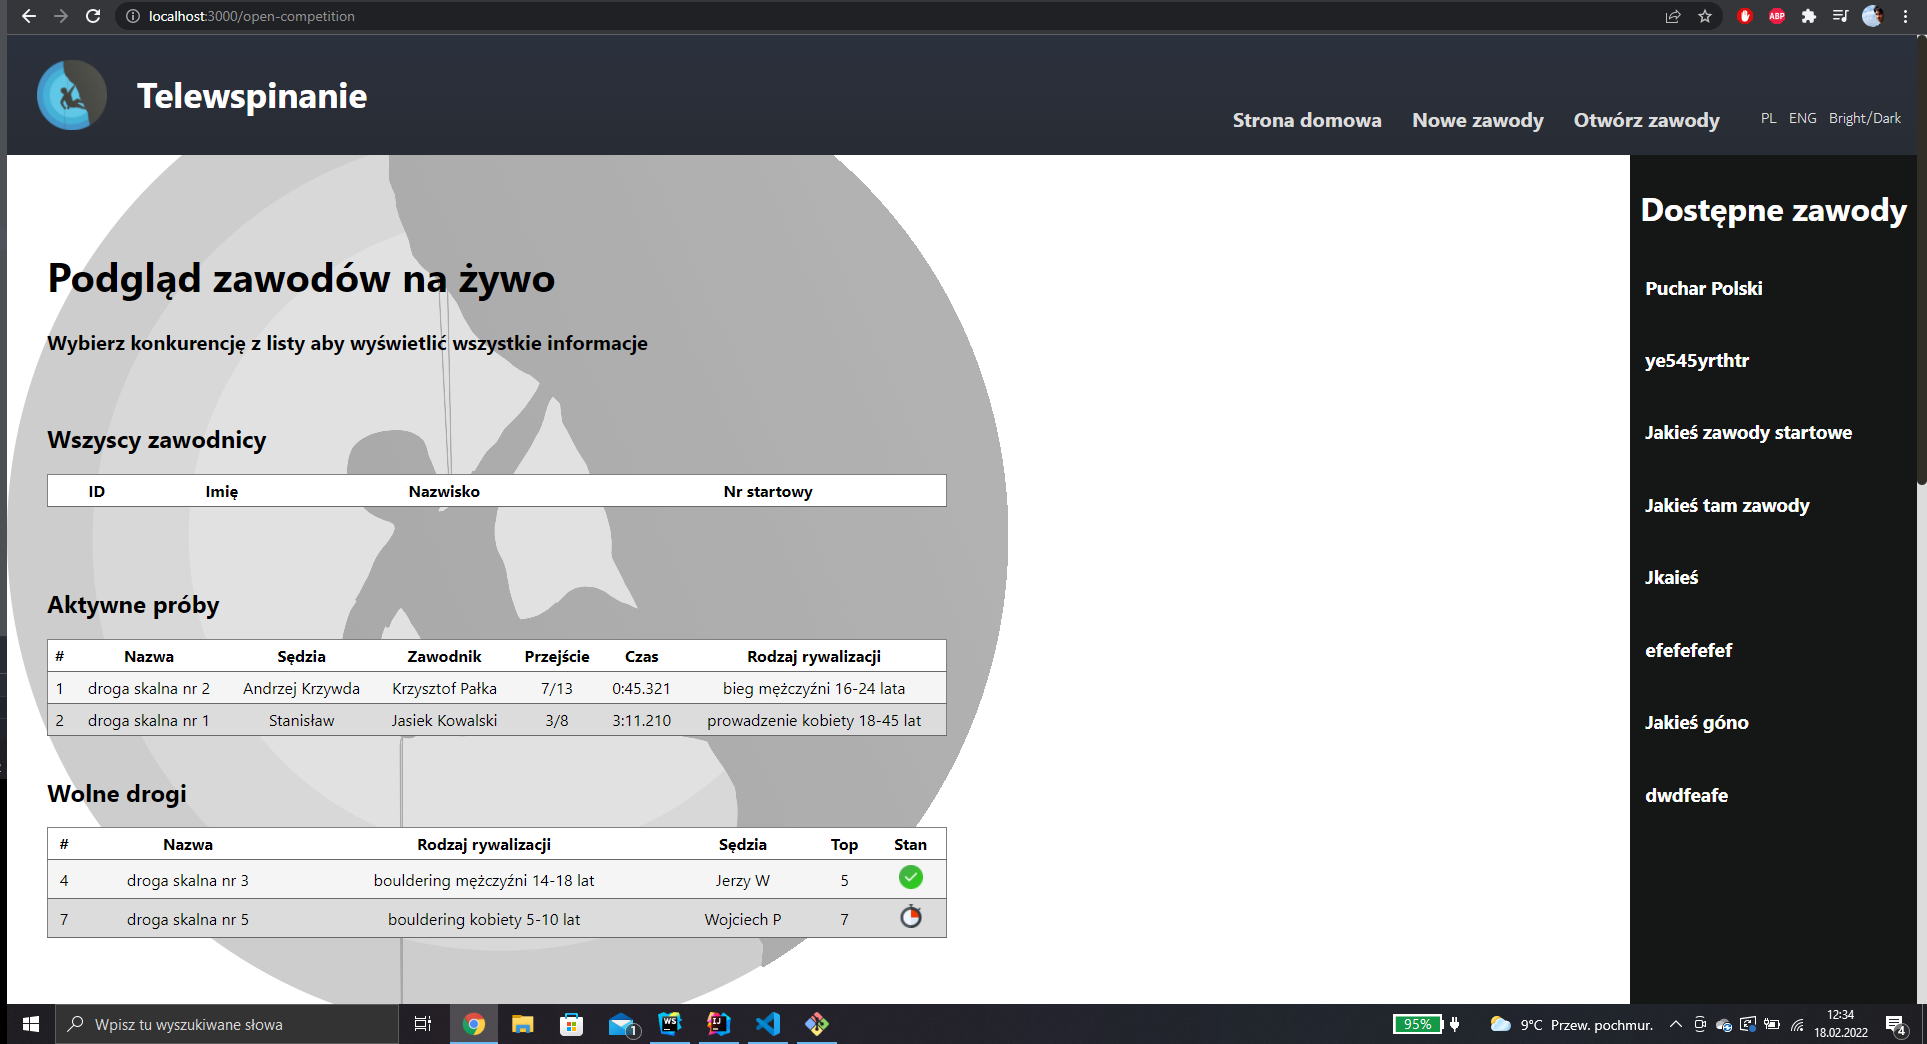 localhost:3000/open-competition
ABP
Telewspinanie
Strona domowa Nowe zawody Otwórz zawody PL ENG Bright/Dark
Podgląd zawodów na żywo
Wybierz konkurencję z listy aby wyświetlić wszystkie informacje
Wszyscy zawodnicy
ID Imię Nazwisko Nr startowy
Aktywne próby
# Nazwa Sędzia Zawodnik Przejście Czas Rodzaj rywalizacji
1 droga skalna nr 2 Andrzej Krzywda Krzysztof Pałka 7/13 0:45.321 bieg mężczyźni 16-24 lata
2 droga skalna nr 1 Stanisław Jasiek Kowalski 3/8 3:11.210 prowadzenie kobiety 18-45 lat
Wolne drogi
# Nazwa Rodzaj rywalizacji Sędzia Top Stan
4 droga skalna nr 3 bouldering mężczyźni 14-18 lat Jerzy W 5
7 droga skalna nr 5 bouldering kobiety 5-10 lat Wojciech P 7
Dostępne zawody
Puchar Polski
ye545yrthtr
Jakieś zawody startowe
Jakieś tam zawody
Jkaieś
efefefefef
Jakieś góno
dwdfeafe
Wpisz tu wyszukiwane słowa
1
WS
IJ
95%
9°C Przew. pochmur.
12:34
18.02.2022
4